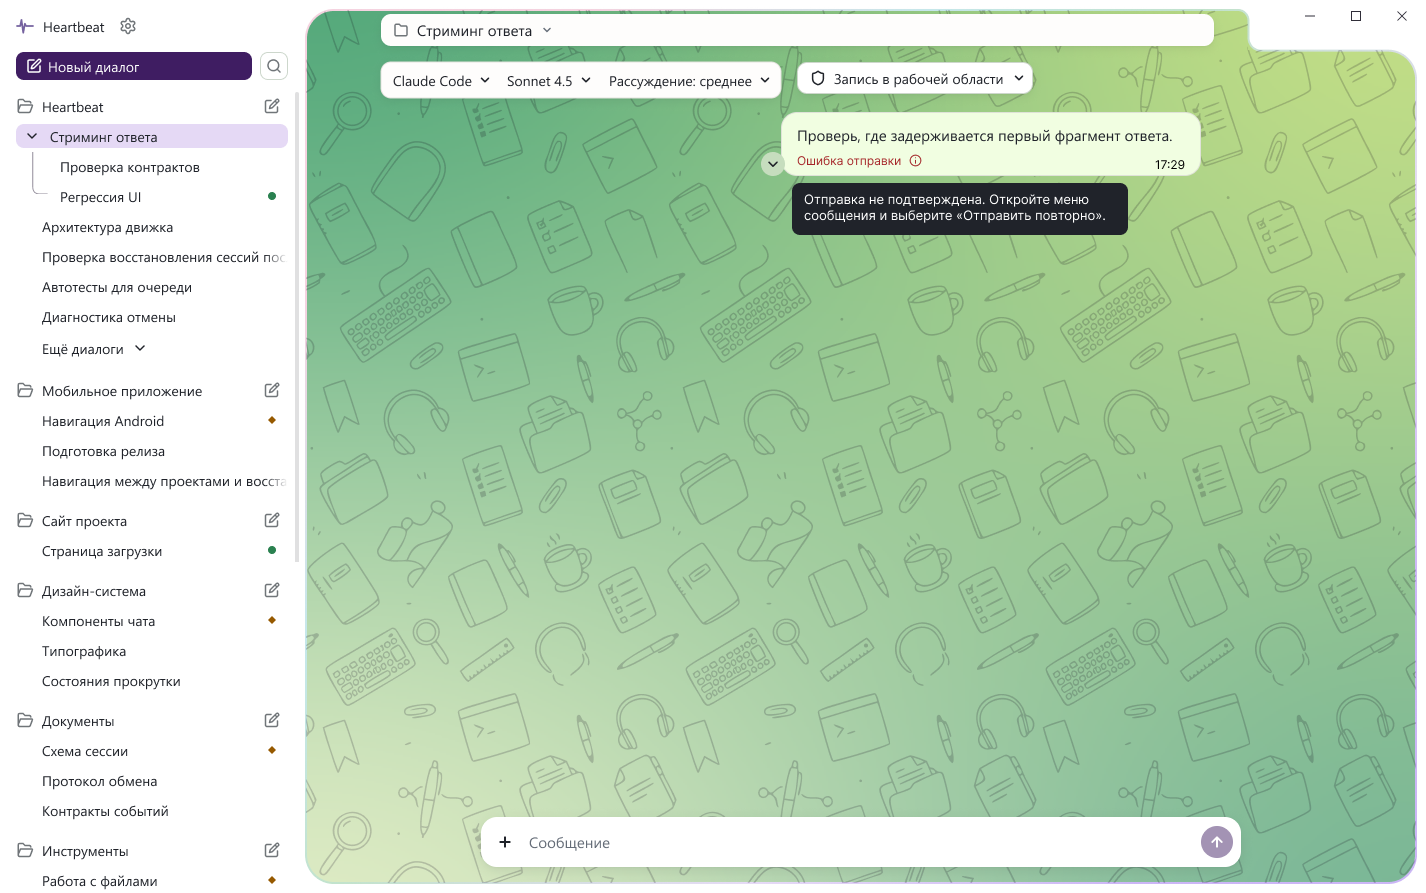 Heartbeat
Новый диалог
Heartbeat
Стриминг ответа
Проверка контрактов
Регрессия UI
Архитектура движка
Проверка восстановления сессий пос
Автотесты для очереди
Диагностика отмены
Ещё диалоги
Мобильное приложение
Навигация Android
Подготовка релиза
Навигация между проектами и восста
Сайт проекта
Страница загрузки
Дизайн-система
Компоненты чата
Типографика
Состояния прокрутки
Документы
Схема сессии
Протокол обмена
Контракты событий
Инструменты
Работа с файлами
Стриминг ответа
Claude Code Sonnet 4.5 Рассуждение: среднее Запись в рабочей области
Проверь, где задерживается первый фрагмент ответа.
Ошибка отправки 17:29
Отправка не подтверждена. Откройте меню
сообщения и выберите «Отправить повторно».
Сообщение